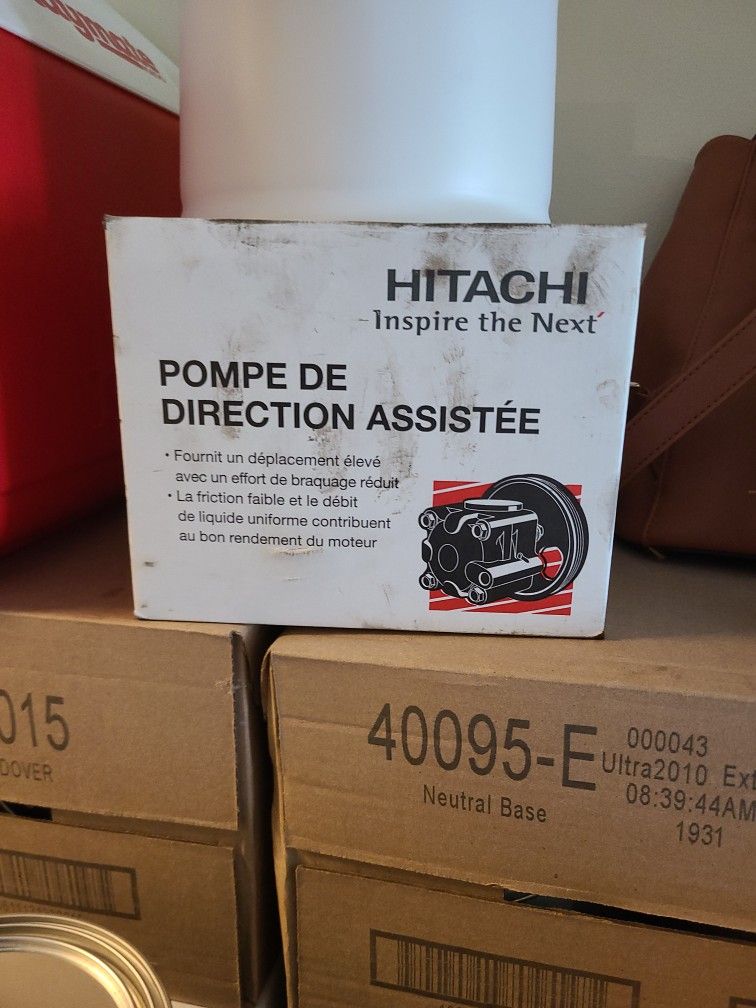 HITACHI
Inspire the Next
POMPE DE
DIRECTION ASSISTÉE
• Fournit un déplacement élevé
avec un effort de braquage réduit
• La friction faible et le débit
de liquide uniforme contribuent
au bon rendement du moteur
015
DOVER
40095-E
Neutral Base
000043
Ultra2010 Ext
08:39:44AM
1931